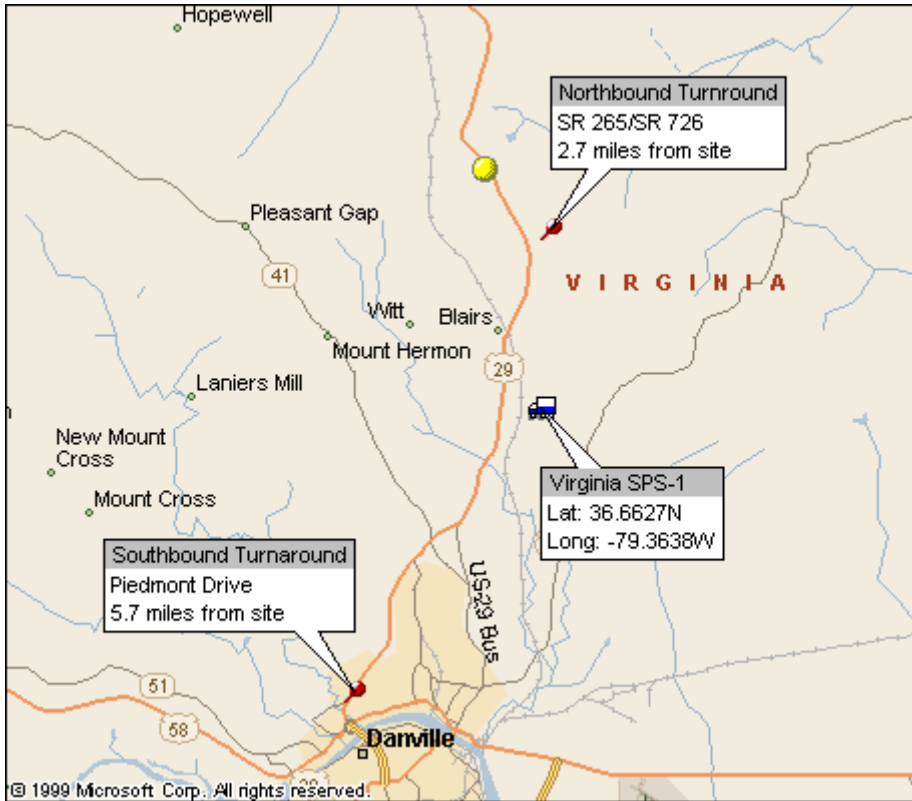 Hopewell
Northbound Turnround
SR 265/SR 726
2.7 miles from site
Pleasant Gap
41
VIRGINIA
Witt
Blairs
Mount Hermon
29
Laniers Mill
New Mount
Cross
Mount Cross
Virginia SPS-1
Lat: 36.6627N
Long: -79.3638W
Southbound Turnaround
Piedmont Drive
5.7 miles from site
US-29 Bus
51
58
Danville
© 1999 Microsoft Corp. All rights reserved.